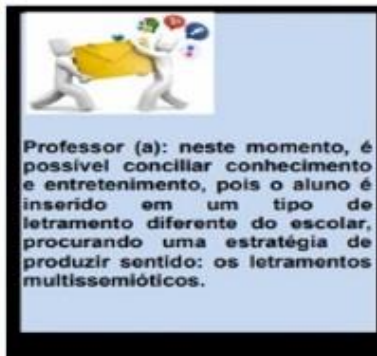 Professor (a): neste momento, é
possível conciliar conhecimento
e entretenimento, pois o aluno é
inserido em um tipo de
letramento diferente do escolar,
procurando uma estratégia de
produzir sentido: os letramentos
multissemióticos.